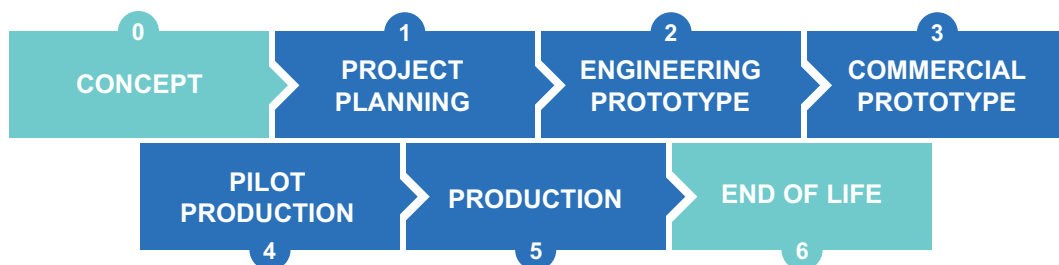 0
CONCEPT
1
PROJECT
PLANNING
2
ENGINEERING
PROTOTYPE
3
COMMERCIAL
PROTOTYPE
PILOT
PRODUCTION
4
PRODUCTION
5
END OF LIFE
6